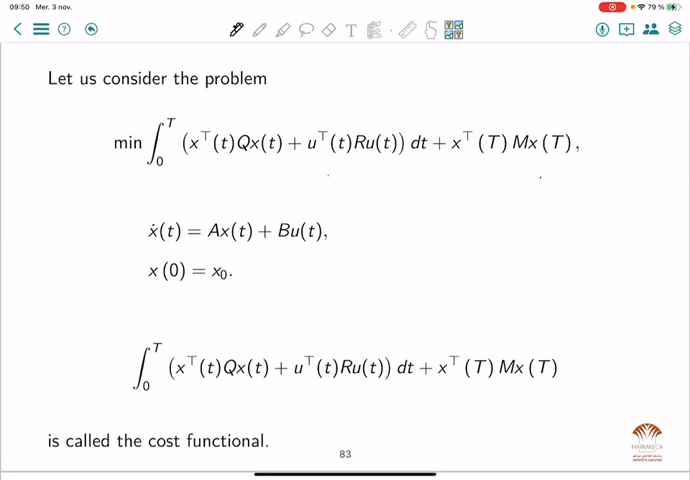 09:50 Mer. 3 nov.
79 %
Let us consider the problem
min ∫₀ᵀ (x⊤(t)Qx(t) + u⊤(t)Ru(t)) dt + x⊤(T) Mx(T),
ẋ(t) = Ax(t) + Bu(t),
x(0) = x₀.
∫₀ᵀ (x⊤(t)Qx(t) + u⊤(t)Ru(t)) dt + x⊤(T) Mx(T)
is called the cost functional.
83
MARRAKECH